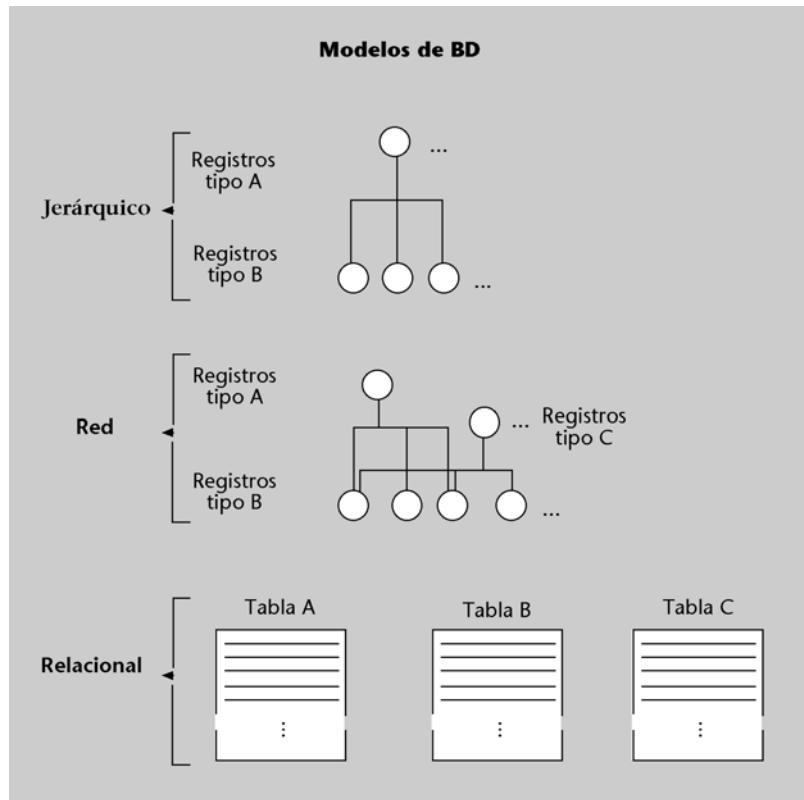 Modelos de BD
Registros
tipo A
...
Jerárquico
Registros
tipo B
...
Registros
tipo A
Red
... Registros
tipo C
Registros
tipo B
...
Tabla A
Tabla B
Tabla C
Relacional
⋮
⋮
⋮